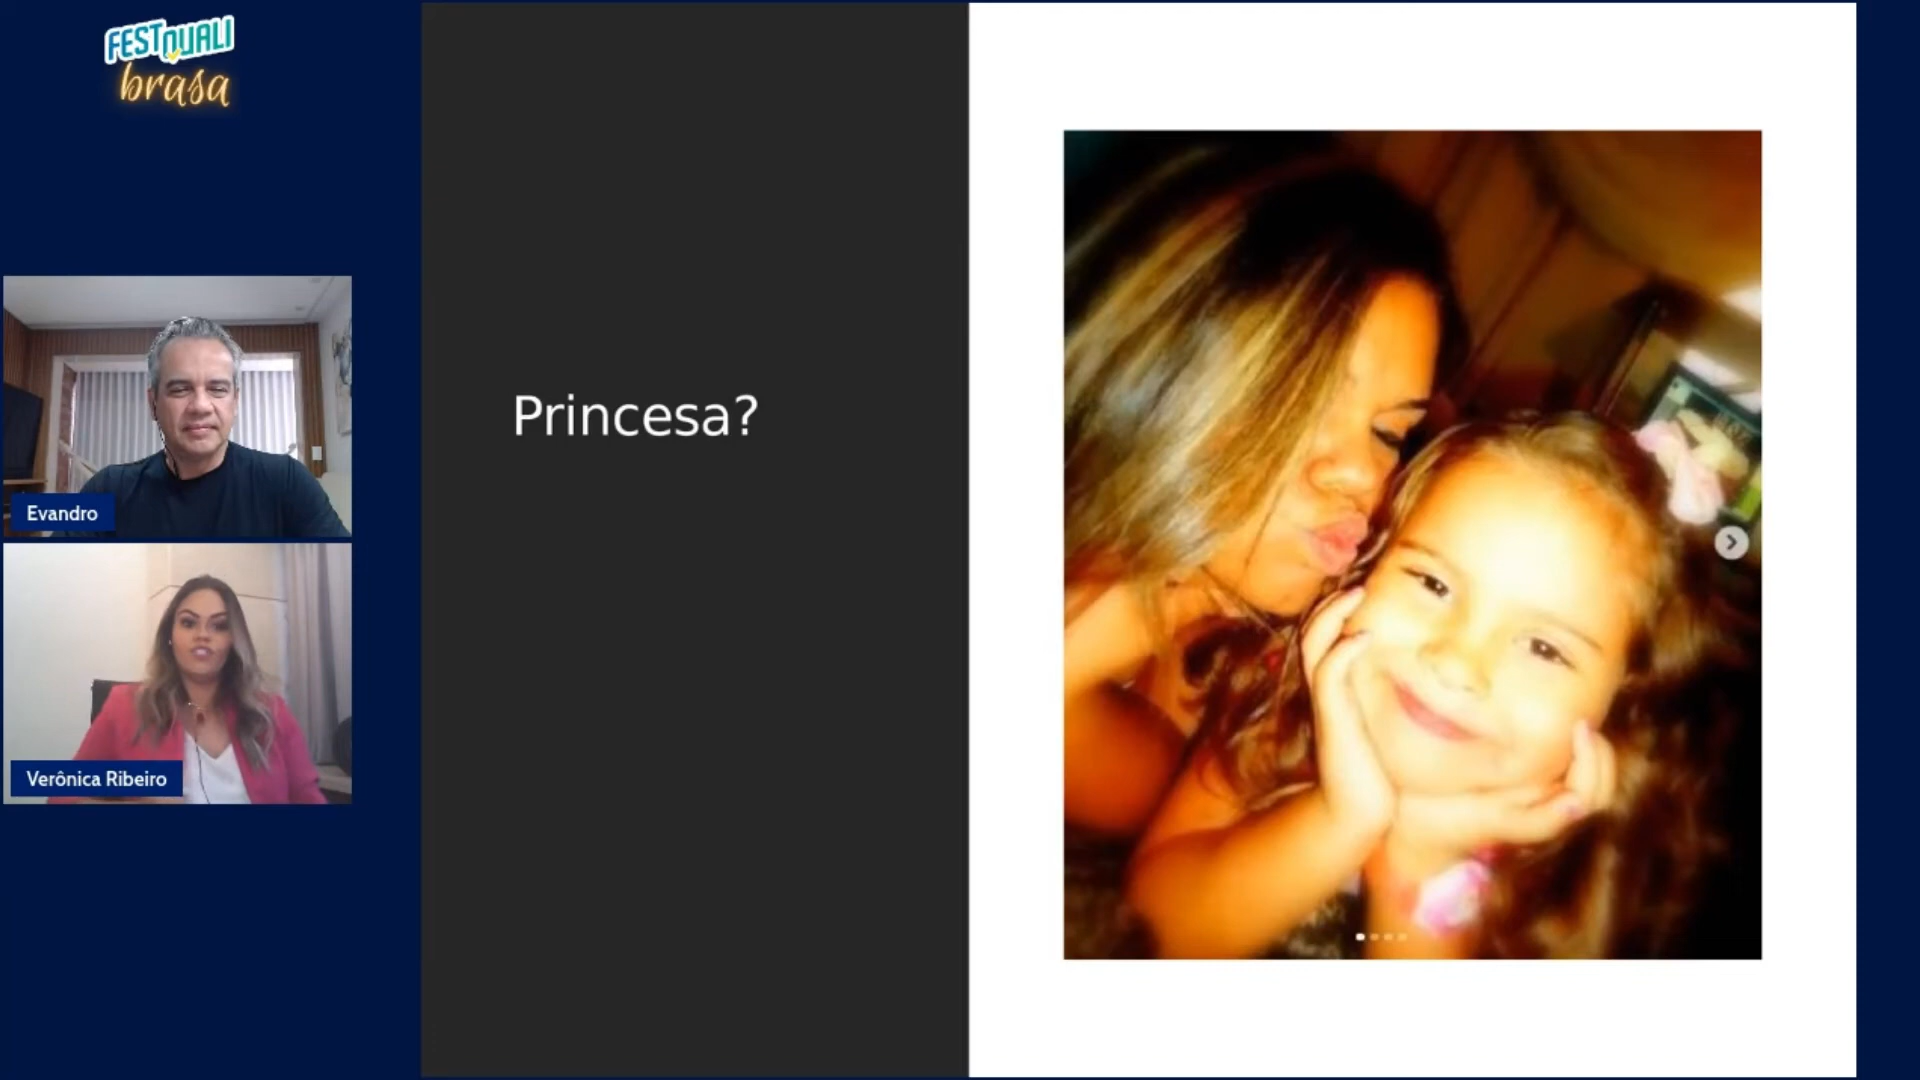 FESTQUALI
brasa
Evandro
Verônica Ribeiro
Princesa?